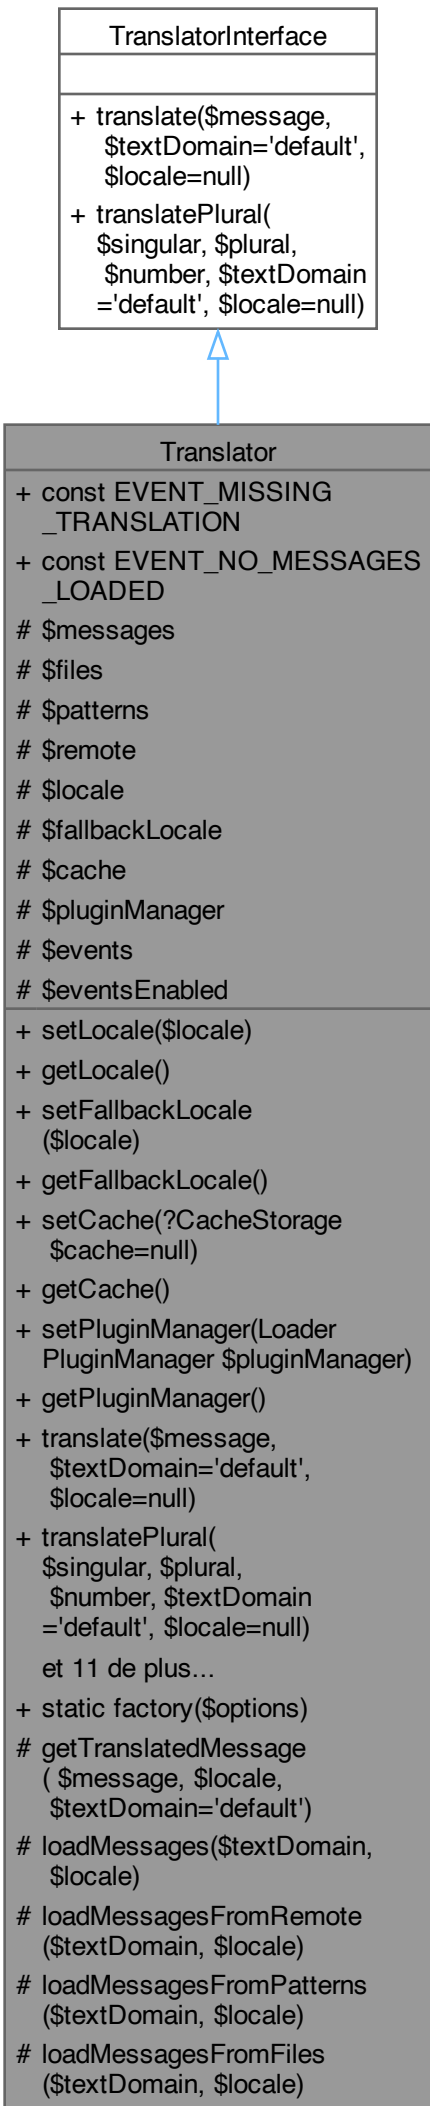 TranslatorInterface
+ translate($message,
$textDomain='default',
$locale=null)
+ translatePlural(
$singular, $plural,
$number, $textDomain
='default', $locale=null)
Translator
+ const EVENT_MISSING
_TRANSLATION
+ const EVENT_NO_MESSAGES
_LOADED
# $messages
# $files
# $patterns
# $remote
# $locale
# $fallbackLocale
# $cache
# $pluginManager
# $events
# $eventsEnabled
+ setLocale($locale)
+ getLocale()
+ setFallbackLocale
($locale)
+ getFallbackLocale()
+ setCache(?CacheStorage
$cache=null)
+ getCache()
+ setPluginManager(Loader
PluginManager $pluginManager)
+ getPluginManager()
+ translate($message,
$textDomain='default',
$locale=null)
+ translatePlural(
$singular, $plural,
$number, $textDomain
='default', $locale=null)
et 11 de plus...
+ static factory($options)
# getTranslatedMessage
( $message, $locale,
$textDomain='default')
# loadMessages($textDomain,
$locale)
# loadMessagesFromRemote
($textDomain, $locale)
# loadMessagesFromPatterns
($textDomain, $locale)
# loadMessagesFromFiles
($textDomain, $locale)